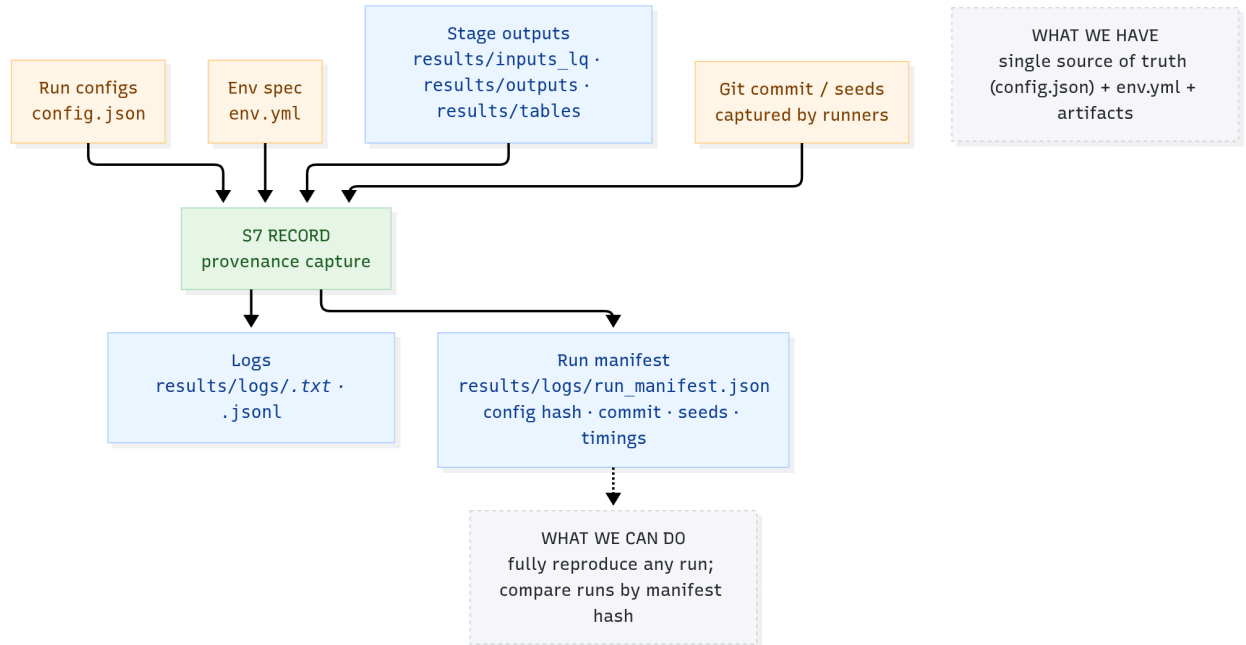 Run configs
config.json
Env spec
env.yml
Stage outputs
results/inputs_lq ·
results/outputs ·
results/tables
Git commit / seeds
captured by runners
WHAT WE HAVE
single source of truth
(config.json) + env.yml +
artifacts
S7 RECORD
provenance capture
Logs
results/logs/.txt ·
.jsonl
Run manifest
results/logs/run_manifest.json
config hash · commit · seeds ·
timings
WHAT WE CAN DO
fully reproduce any run;
compare runs by manifest
hash